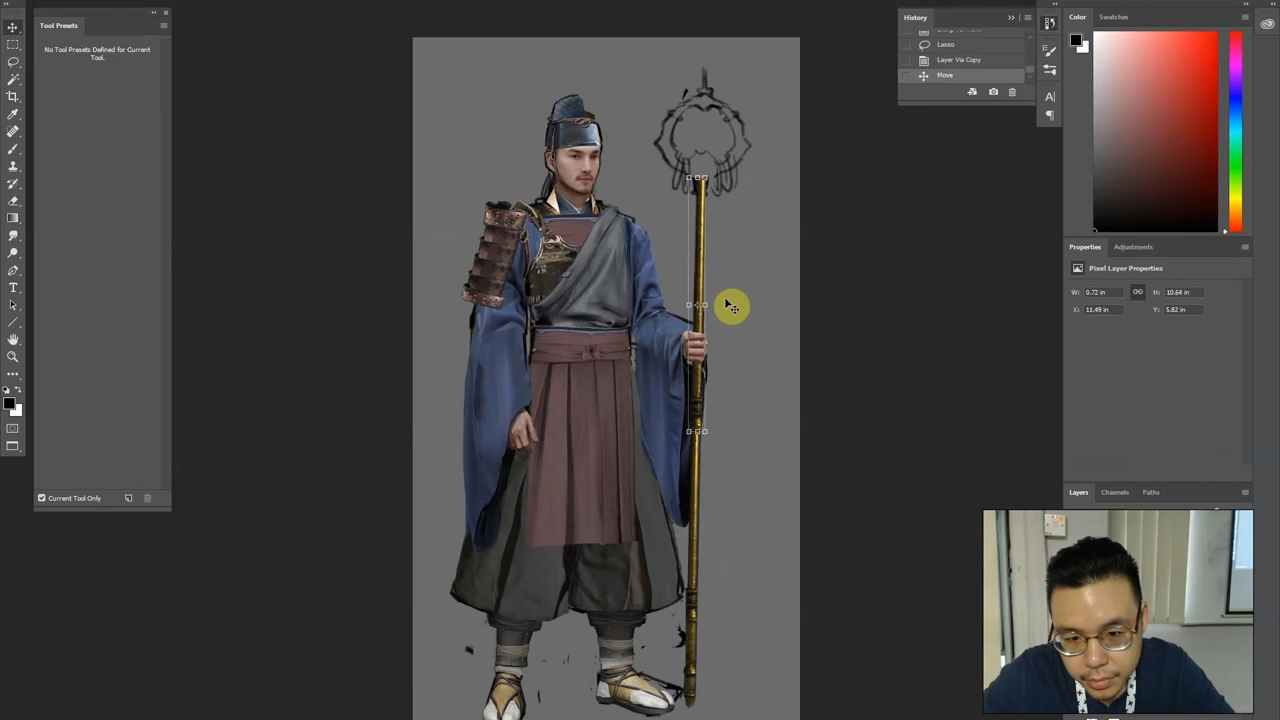 Tool Presets
No Tool Presets Defined for Current
Tool.
Current Tool Only
History
Lasso
Layer Via Copy
Move
Color
Swatches
Properties
Adjustments
Pixel Layer Properties
W: 0.72 in
H: 10.64 in
X: 11.49 in
Y: 5.82 in
Layers
Channels
Paths